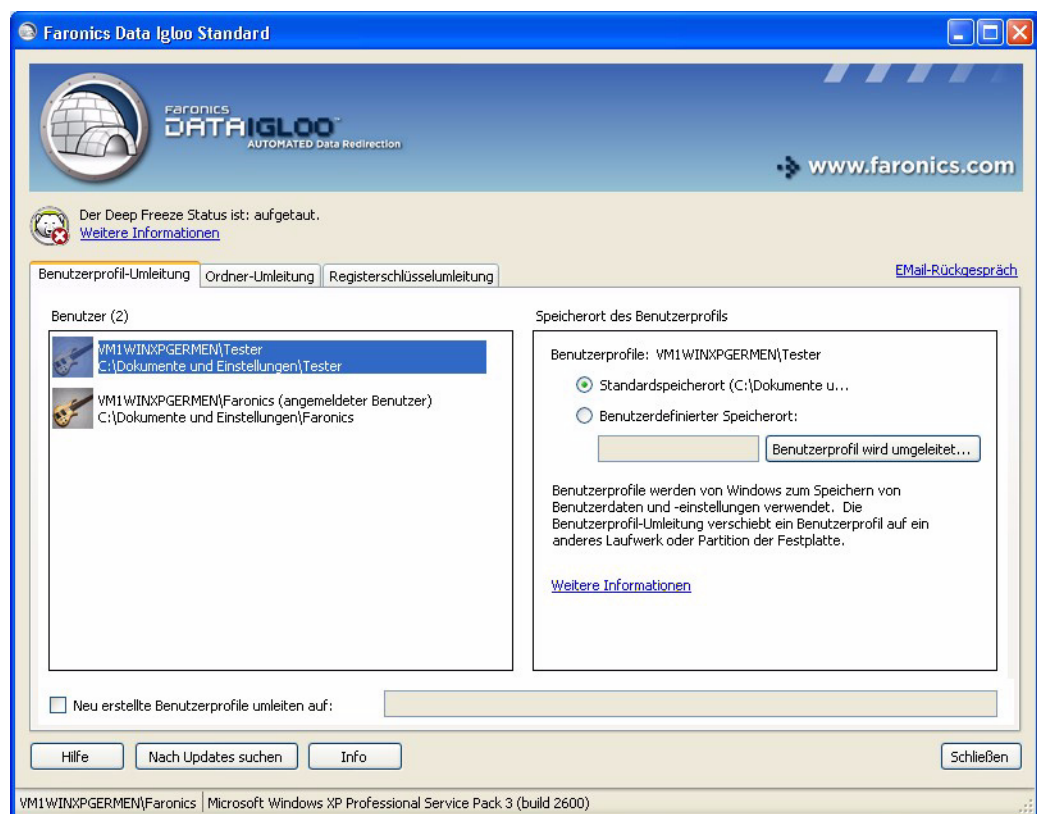 Faronics Data Igloo Standard
Faronics
DATA IGLOO™
AUTOMATED Data Redirection
www.faronics.com
Der Deep Freeze Status ist: aufgetaut.
Weitere Informationen
Benutzerprofil-Umleitung
Ordner-Umleitung
Registerschlüsselumleitung
EMail-Rückgespräch
Benutzer (2)
VM1WINXPGERMEN\Tester
C:\Dokumente und Einstellungen\Tester
VM1WINXPGERMEN\Faronics (angemeldeter Benutzer)
C:\Dokumente und Einstellungen\Faronics
Speicherort des Benutzerprofils
Benutzerprofile: VM1WINXPGERMEN\Tester
Standardspeicherort (C:\Dokumente u...
Benutzerdefinierter Speicherort:
Benutzerprofil wird umgeleitet...
Benutzerprofile werden von Windows zum Speichern von
Benutzerdaten und -einstellungen verwendet. Die
Benutzerprofil-Umleitung verschiebt ein Benutzerprofil auf ein
anderes Laufwerk oder Partition der Festplatte.
Weitere Informationen
Neu erstellte Benutzerprofile umleiten auf:
Hilfe
Nach Updates suchen
Info
Schließen
VM1WINXPGERMEN\Faronics
Microsoft Windows XP Professional Service Pack 3 (build 2600)